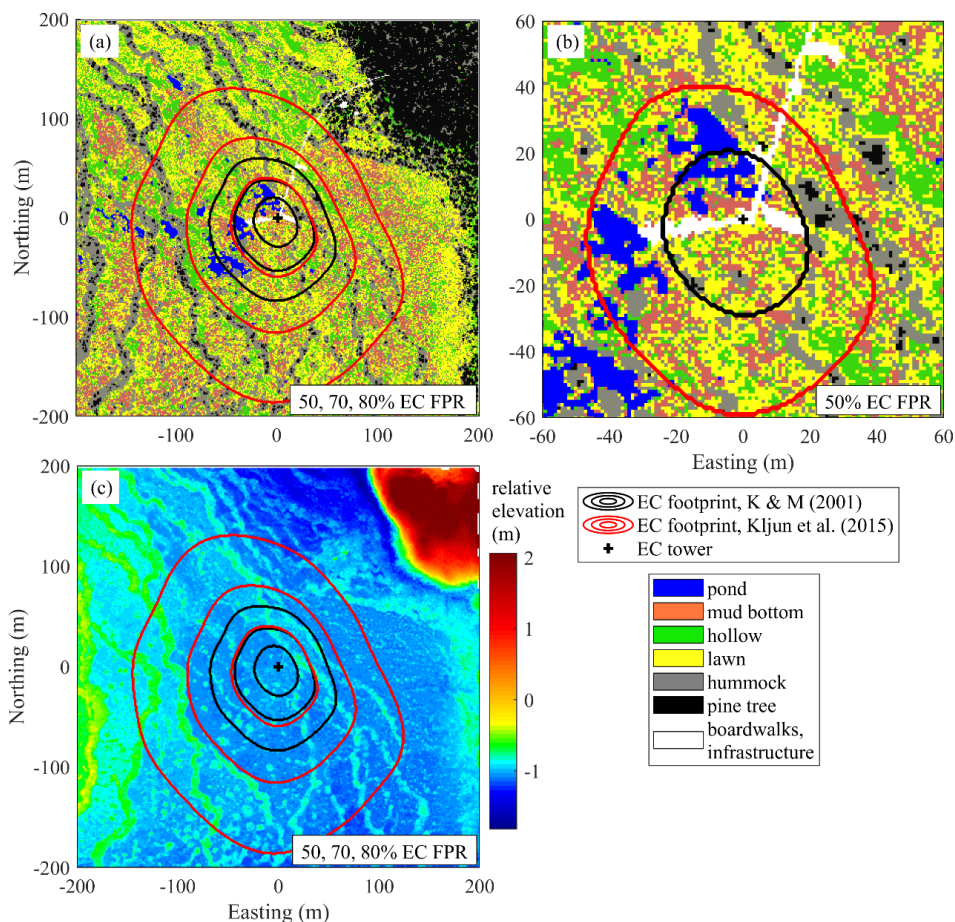 (a)
200
100
0
-100
-200
Northing (m)
-100
0
100
200
50, 70, 80% EC FPR
(b)
60
40
20
0
-20
-40
-60
-60
-40
-20
0
20
40
60
Easting (m)
50% EC FPR
(c)
200
100
0
-100
-200
Northing (m)
-200
-100
0
100
200
Easting (m)
50, 70, 80% EC FPR
relative
elevation
(m)
2
1
0
-1
EC footprint, K & M (2001)
EC footprint, Kljun et al. (2015)
EC tower
pond
mud bottom
hollow
lawn
hummock
pine tree
boardwalks,
infrastructure